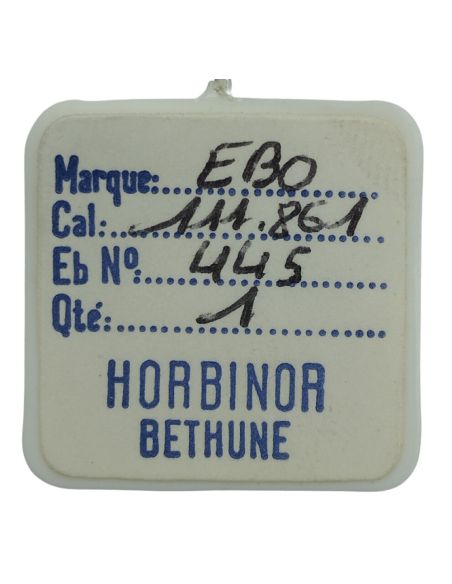 Marque: EBO
Cal: 111.861
Eb Nº: 445
Qté: 1
HORBINOR
BETHUNE